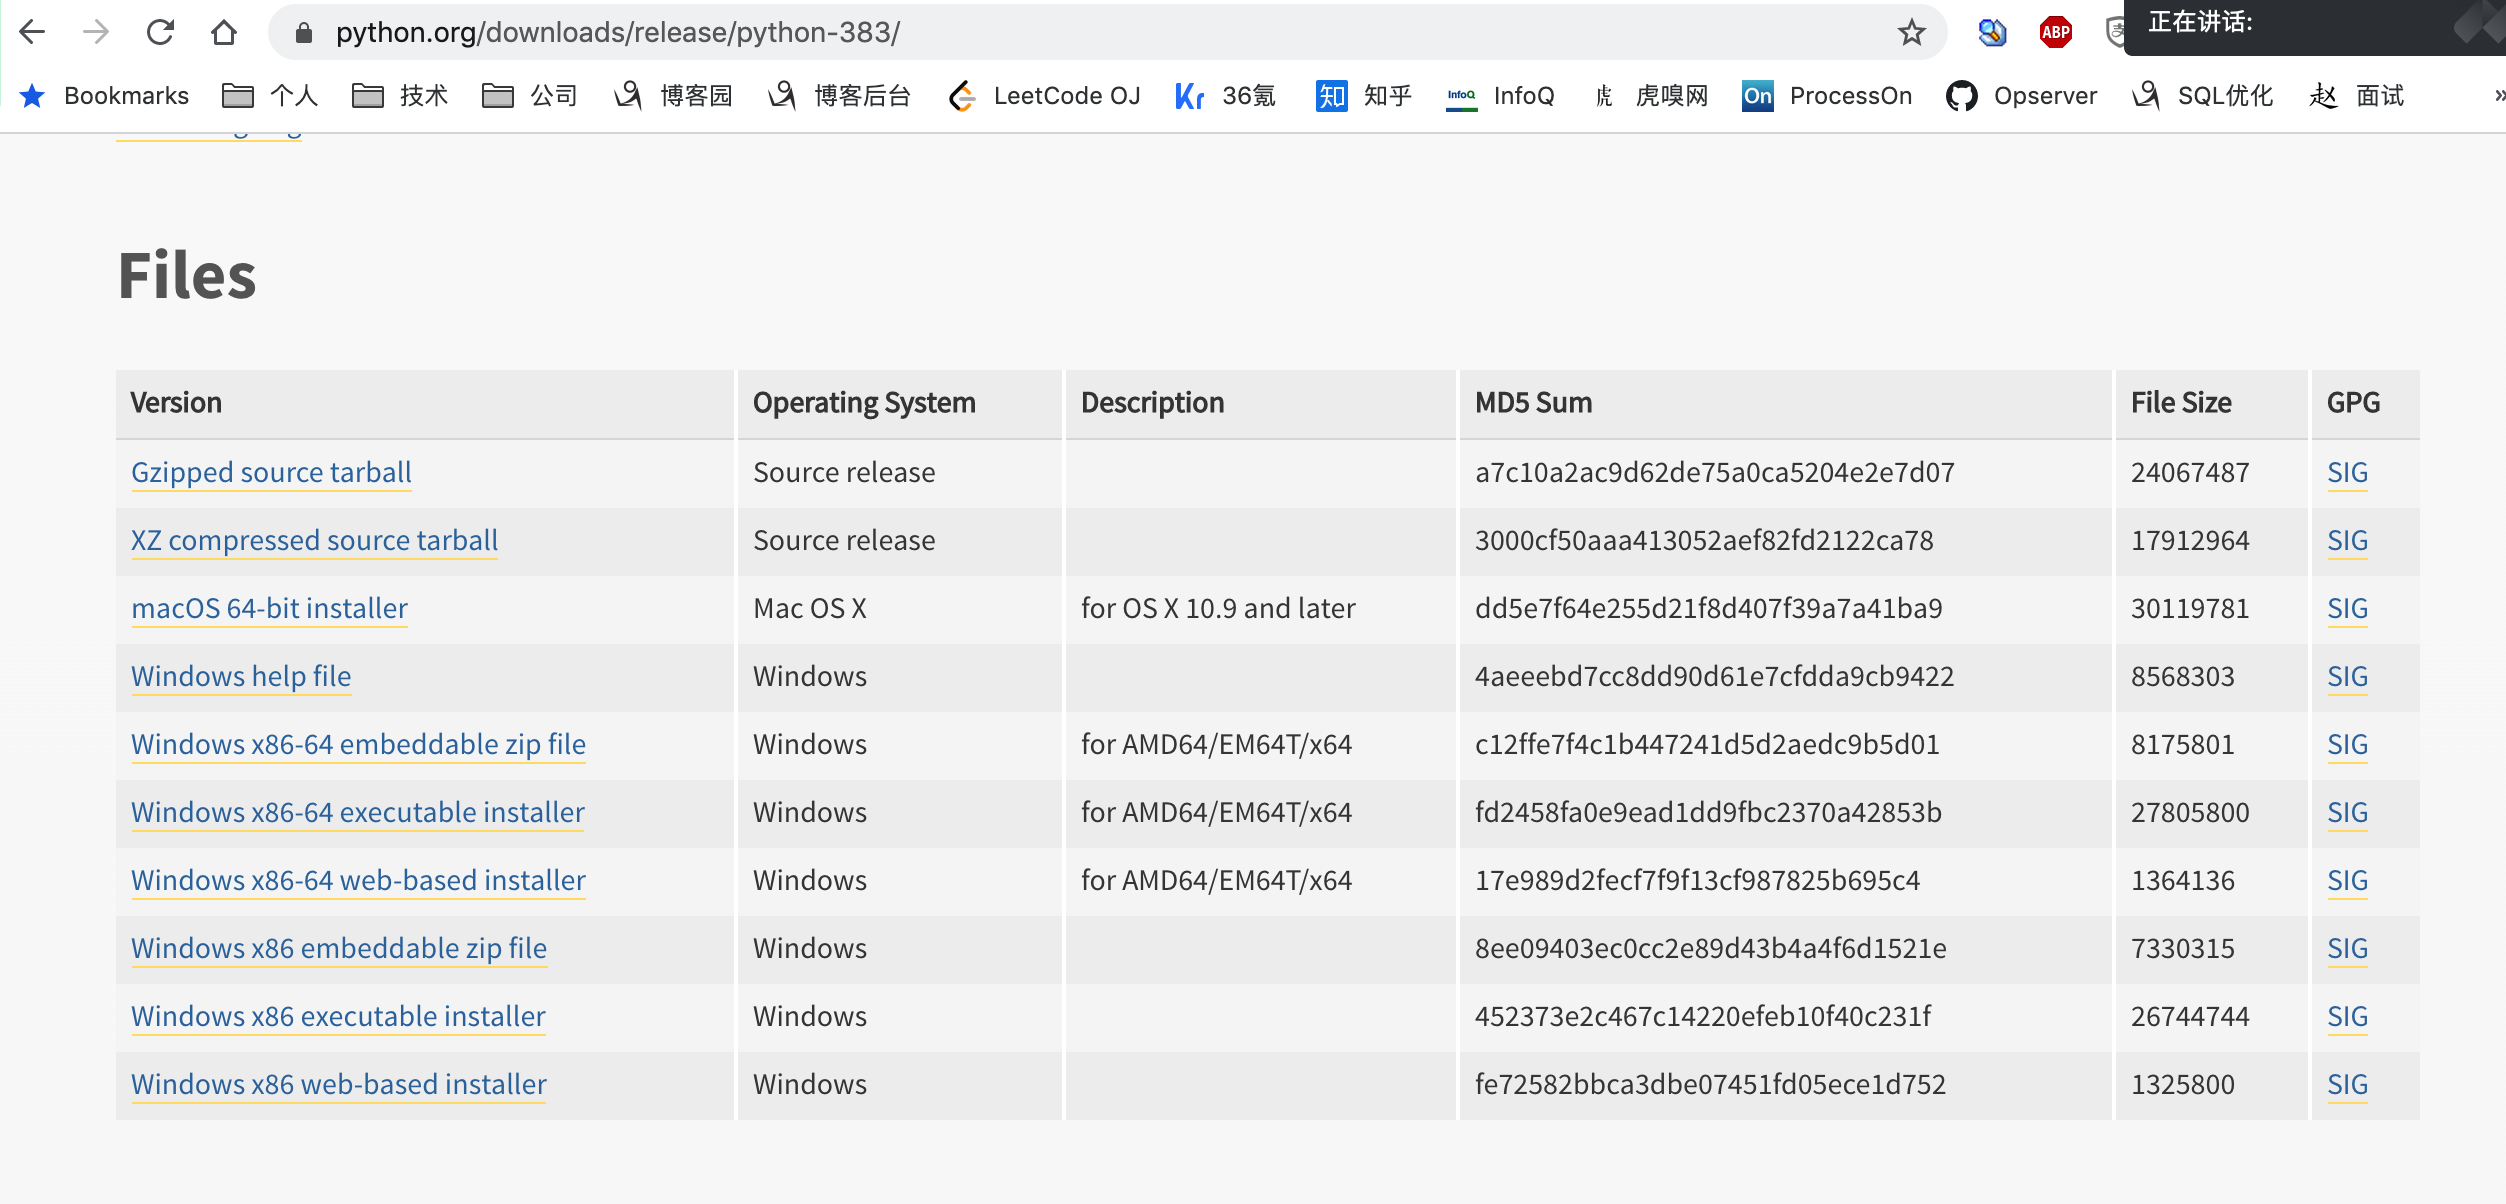 python.org/downloads/release/python-383/
ABP
正在讲话:
Bookmarks 个人 技术 公司 博客园 博客后台 LeetCode OJ Kr 36氪 知 知乎 InfoQ InfoQ 虎 虎嗅网 On ProcessOn Opserver SQL优化 赵 面试 »
Files
Version Operating System Description MD5 Sum File Size GPG
Gzipped source tarball Source release a7c10a2ac9d62de75a0ca5204e2e7d07 24067487 SIG
XZ compressed source tarball Source release 3000cf50aaa413052aef82fd2122ca78 17912964 SIG
macOS 64-bit installer Mac OS X for OS X 10.9 and later dd5e7f64e255d21f8d407f39a7a41ba9 30119781 SIG
Windows help file Windows 4aeeebd7cc8dd90d61e7cfdda9cb9422 8568303 SIG
Windows x86-64 embeddable zip file Windows for AMD64/EM64T/x64 c12ffe7f4c1b447241d5d2aedc9b5d01 8175801 SIG
Windows x86-64 executable installer Windows for AMD64/EM64T/x64 fd2458fa0e9ead1dd9fbc2370a42853b 27805800 SIG
Windows x86-64 web-based installer Windows for AMD64/EM64T/x64 17e989d2fecf7f9f13cf987825b695c4 1364136 SIG
Windows x86 embeddable zip file Windows 8ee09403ec0cc2e89d43b4a4f6d1521e 7330315 SIG
Windows x86 executable installer Windows 452373e2c467c14220efeb10f40c231f 26744744 SIG
Windows x86 web-based installer Windows fe72582bbca3dbe07451fd05ece1d752 1325800 SIG